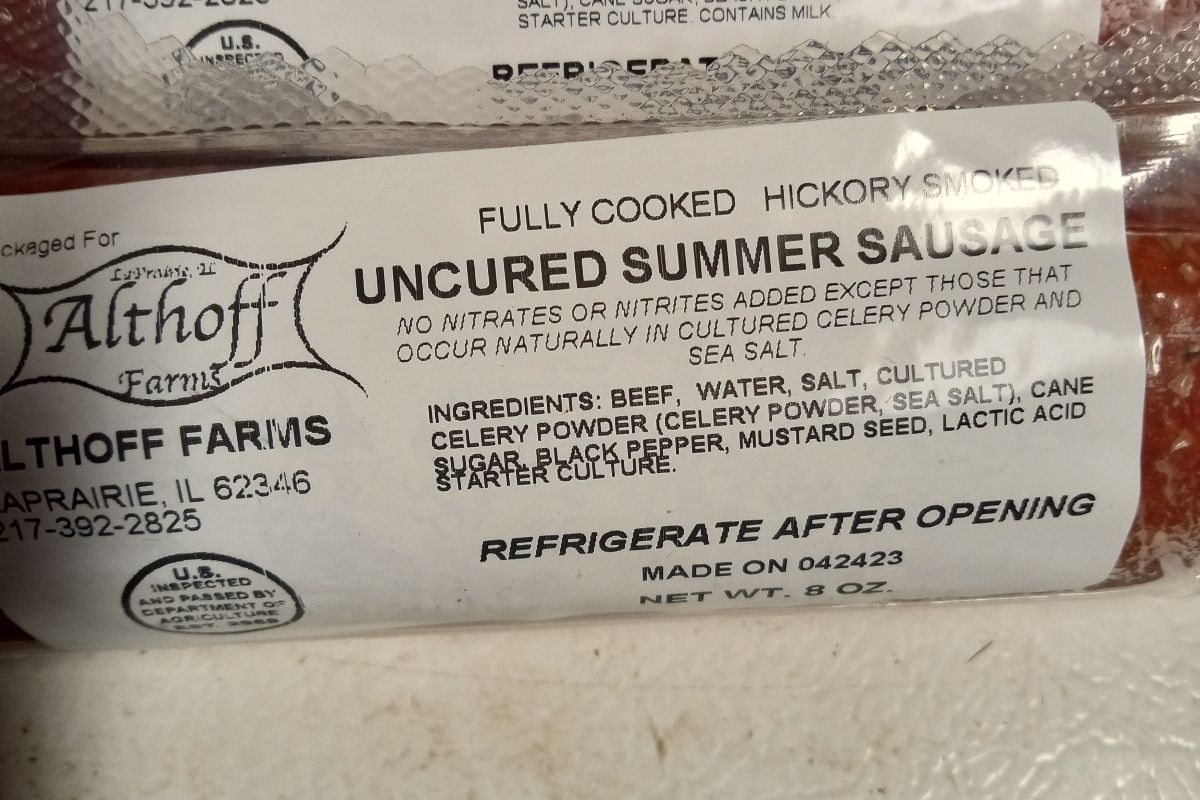 STARTER CULTURE. CONTAINS MILK
U.S.
FULLY COOKED HICKORY SMOKED
UNCURED SUMMER SAUSAGE
NO NITRATES OR NITRITES ADDED EXCEPT THOSE THAT
OCCUR NATURALLY IN CULTURED CELERY POWDER AND
SEA SALT.
INGREDIENTS: BEEF, WATER, SALT, CULTURED
CELERY POWDER (CELERY POWDER, SEA SALT), CANE
SUGAR, BLACK PEPPER, MUSTARD SEED, LACTIC ACID
STARTER CULTURE.
REFRIGERATE AFTER OPENING
MADE ON 042423
NET WT. 8 OZ.
ckaged For
LaPrairie, IL
Althoff
Farms
LTHOFF FARMS
APRAIRIE, IL 62346
217-392-2825
U.S.
INSPECTED
AND PASSED BY
DEPARTMENT OF
AGRICULTURE